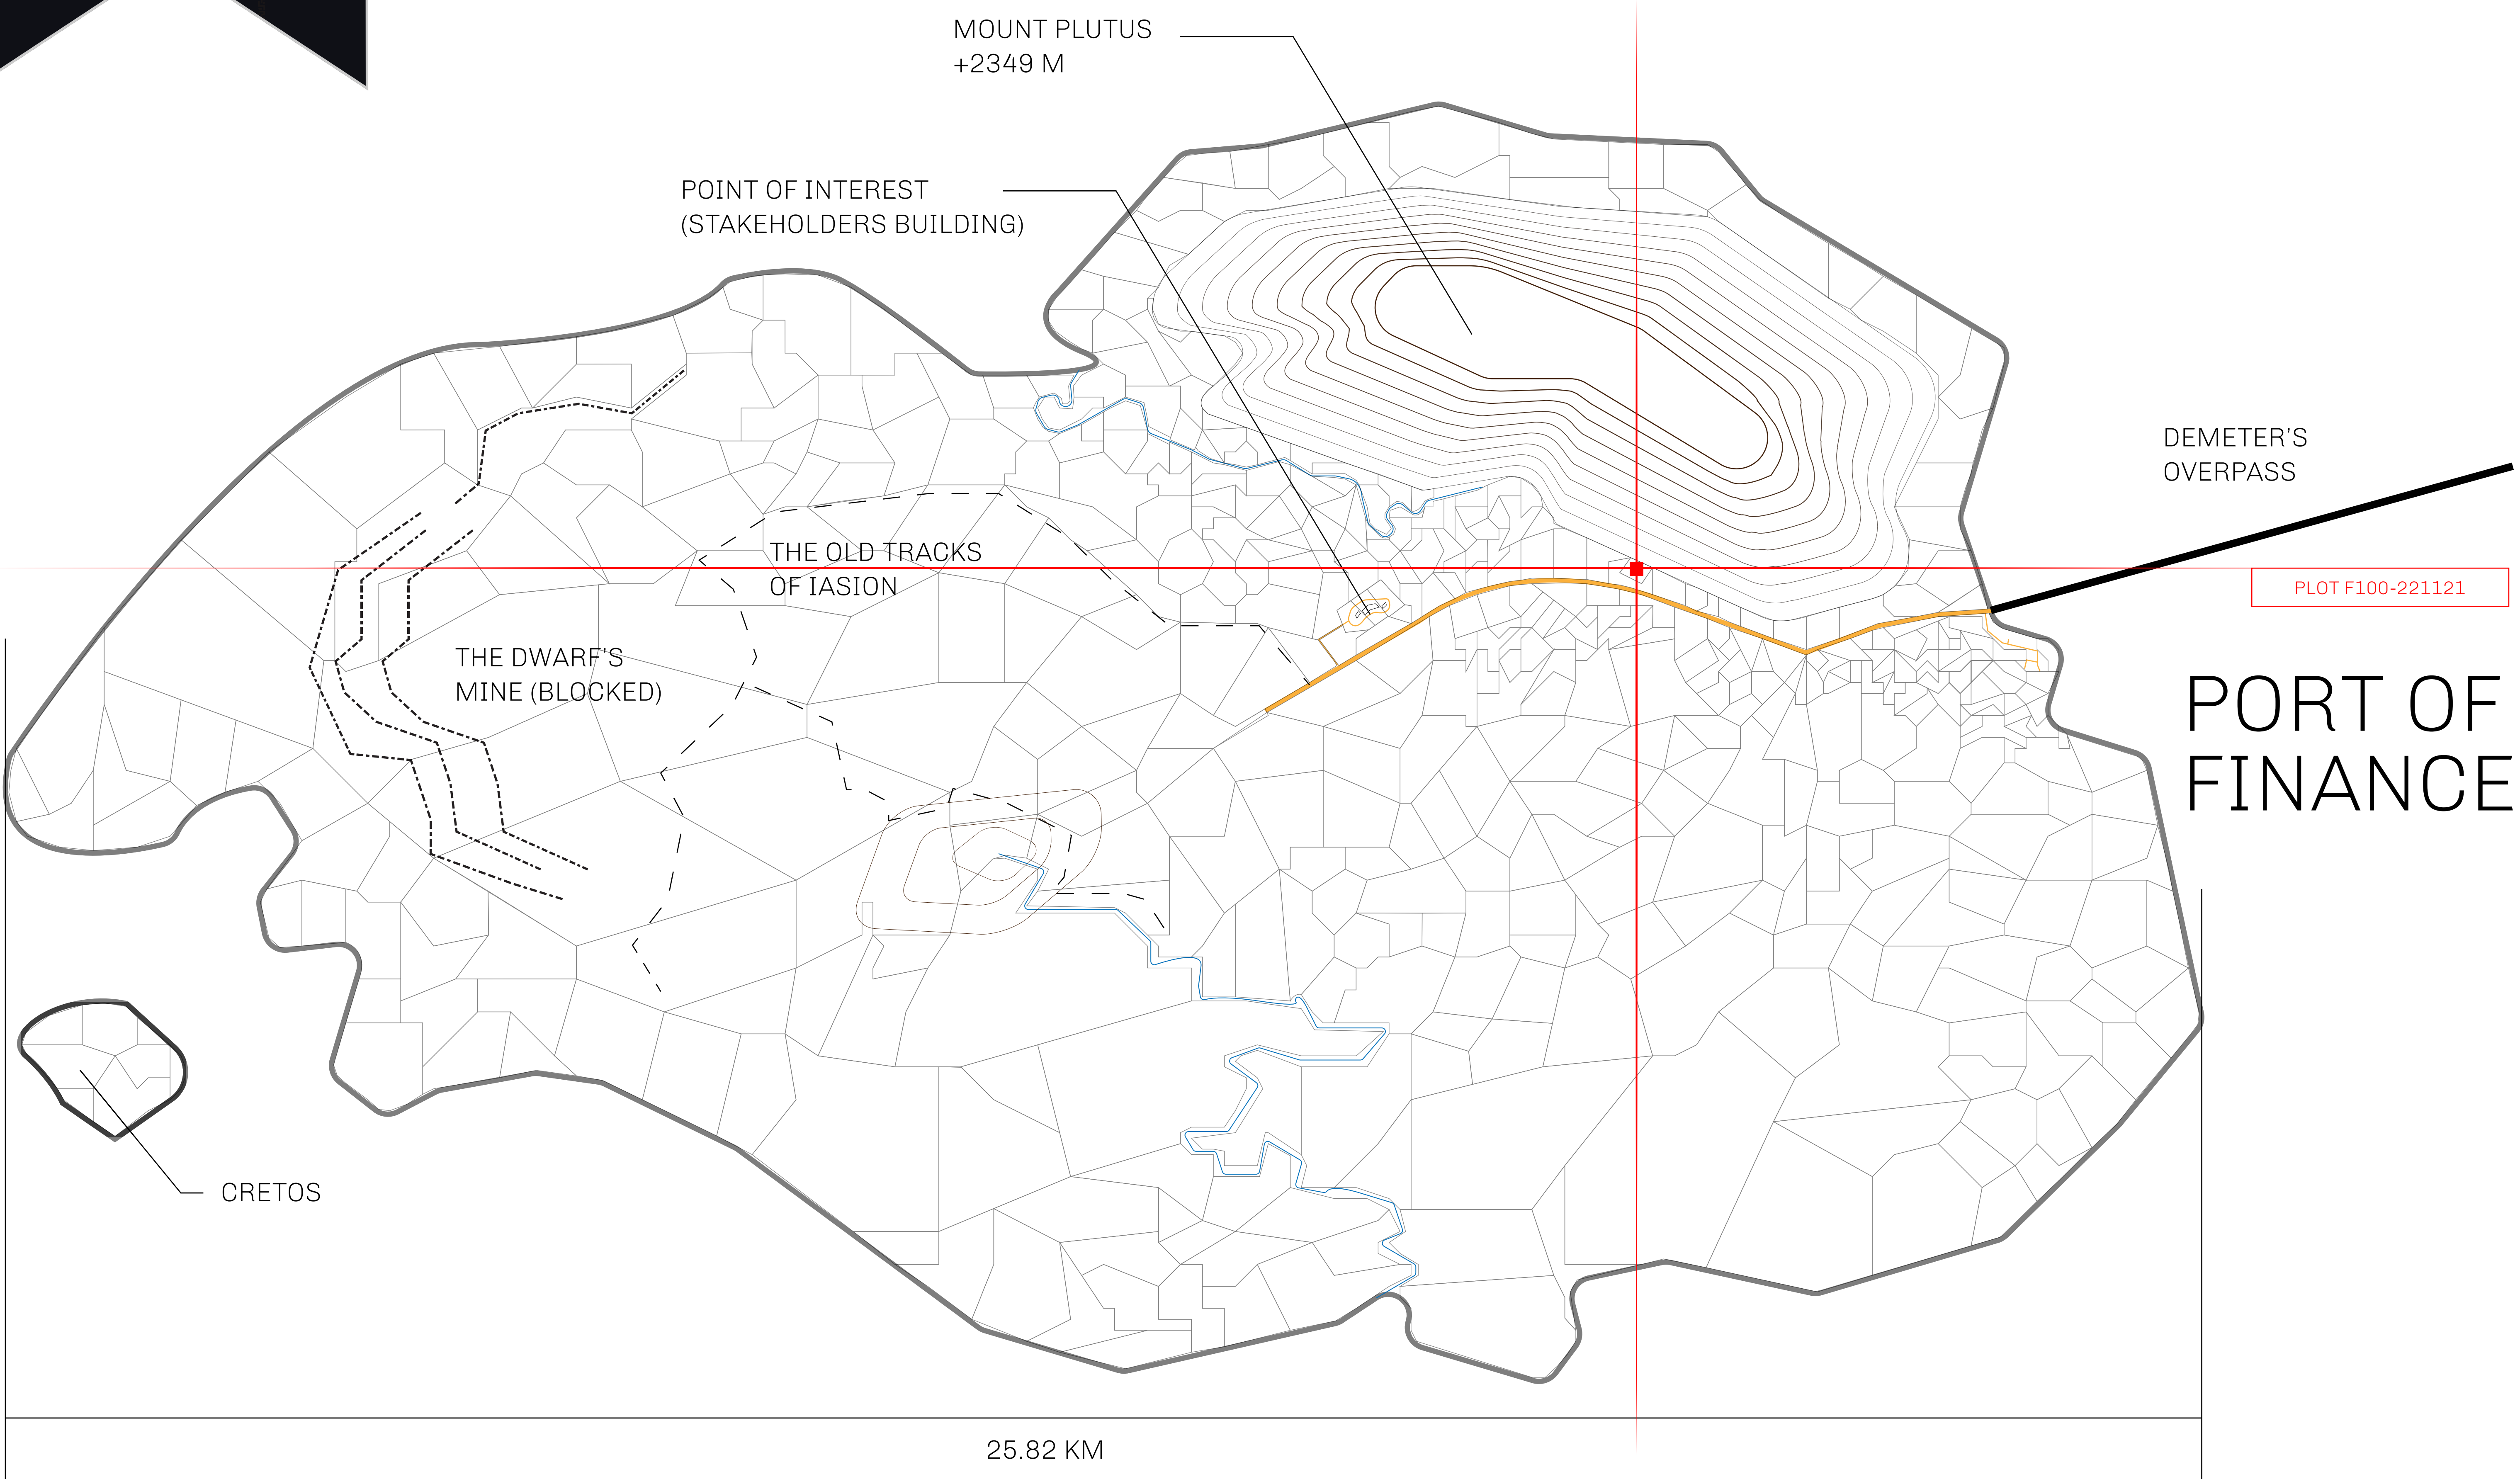 MOUNT PLUTUS
+2349 M
POINT OF INTEREST
(STAKEHOLDERS BUILDING)
DEMETER'S
OVERPASS
THE OLD TRACKS
OF IASION
PLOT F100-221121
THE DWARF'S
MINE (BLOCKED)
PORT OF
FINANCE
CRETOS
25.82 KM